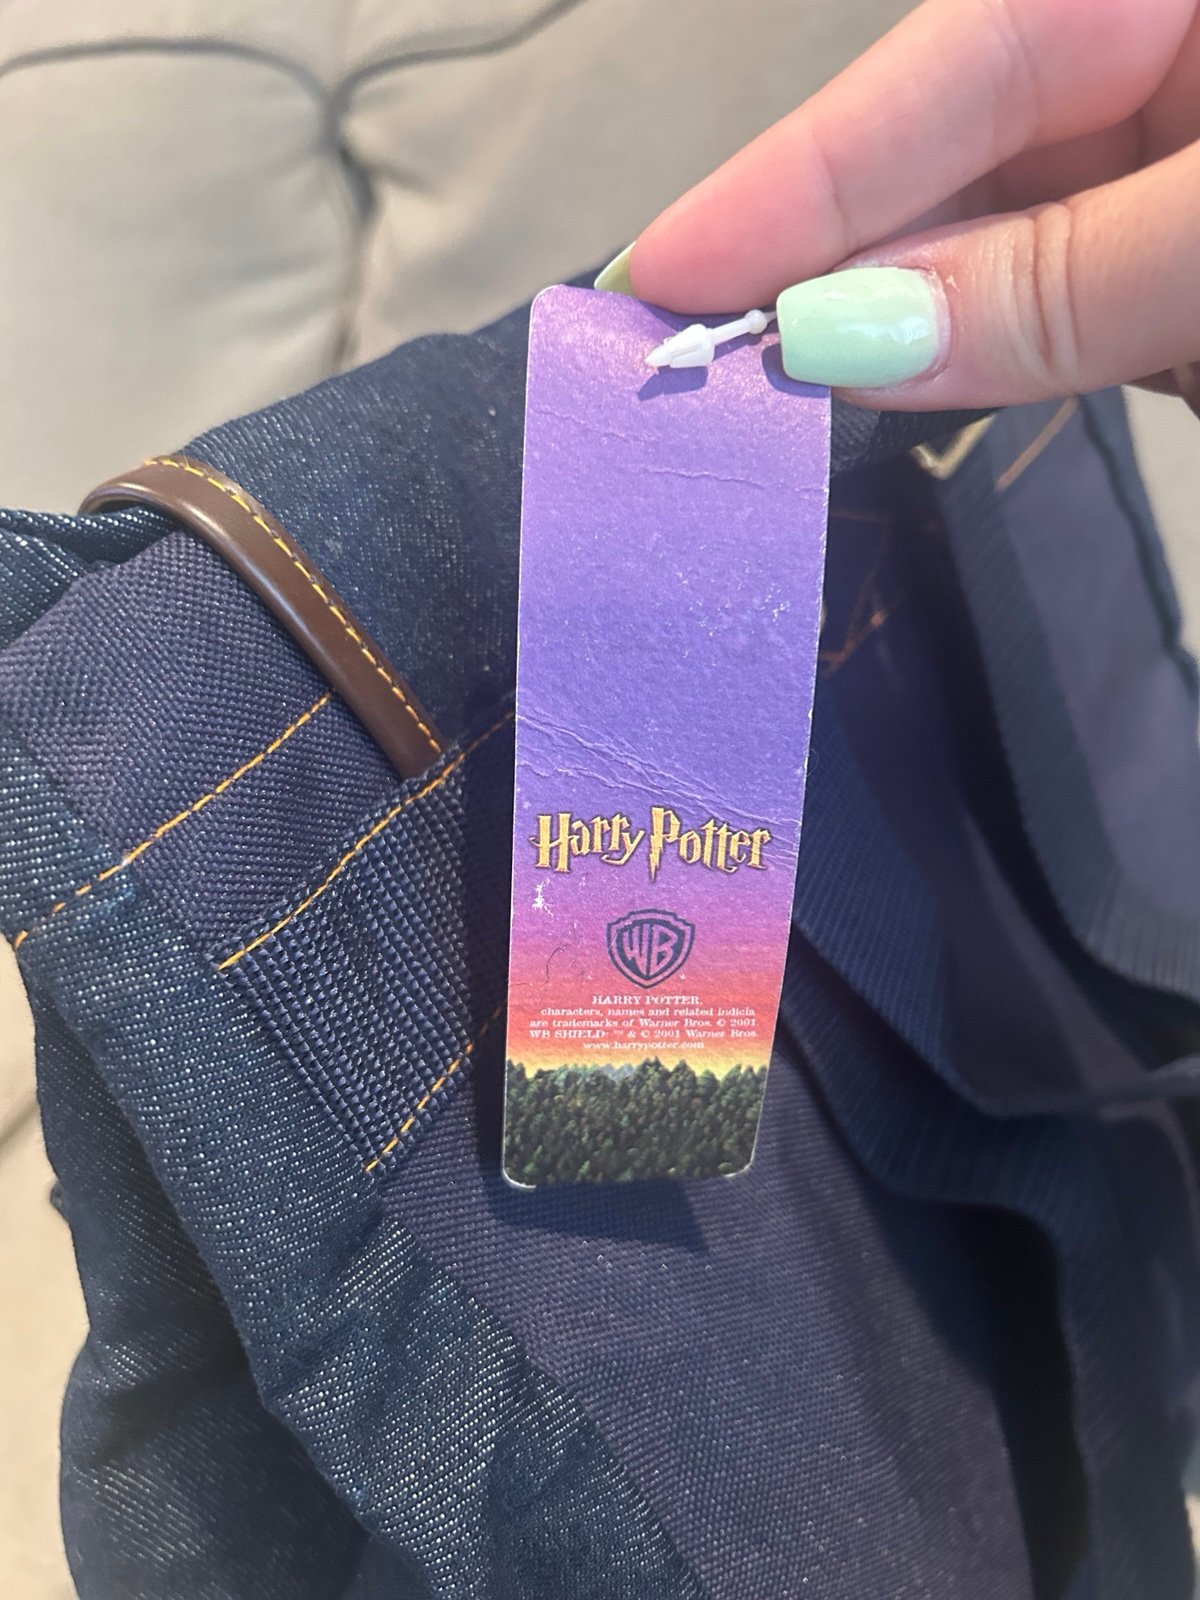 Harry Potter
WB
HARRY POTTER,
characters, names and related indicia
are trademarks of Warner Bros. © 2001
WB SHIELD: ™ & © 2001 Warner Bros.
www.harrypotter.com